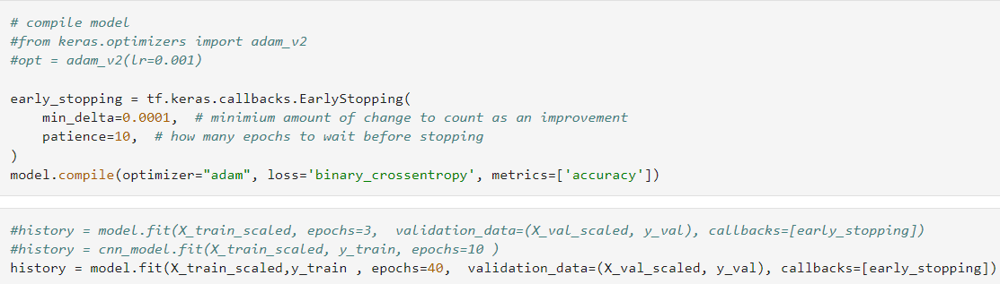 # compile model
#from keras.optimizers import adam_v2
#opt = adam_v2(lr=0.001)
early_stopping = tf.keras.callbacks.EarlyStopping(
    min_delta=0.0001,  # minimium amount of change to count as an improvement
    patience=10,  # how many epochs to wait before stopping
)
model.compile(optimizer="adam", loss='binary_crossentropy', metrics=['accuracy'])
#history = model.fit(X_train_scaled, epochs=3,  validation_data=(X_val_scaled, y_val), callbacks=[early_stopping])
#history = cnn_model.fit(X_train_scaled, y_train, epochs=10 )
history = model.fit(X_train_scaled,y_train , epochs=40,  validation_data=(X_val_scaled, y_val), callbacks=[early_stopping])